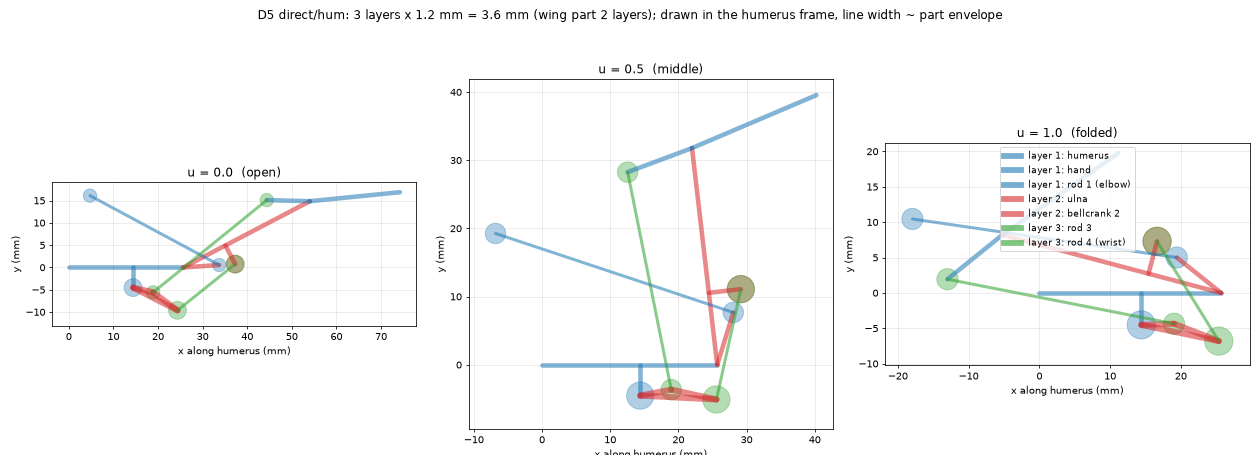 D5 direct/hum: 3 layers x 1.2 mm = 3.6 mm (wing part 2 layers); drawn in the humerus frame, line width ~ part envelope
u = 0.0  (open)
15
10
5
0
−5
−10
y (mm)
0
10
20
30
40
50
60
70
x along humerus (mm)
u = 0.5  (middle)
40
30
20
10
0
y (mm)
−10
0
10
20
30
40
x along humerus (mm)
u = 1.0  (folded)
layer 1: humerus
layer 1: hand
layer 1: rod 1 (elbow)
layer 2: ulna
layer 2: bellcrank 2
layer 3: rod 3
layer 3: rod 4 (wrist)
20
15
10
5
0
−5
−10
y (mm)
−20
−10
0
10
20
x along humerus (mm)